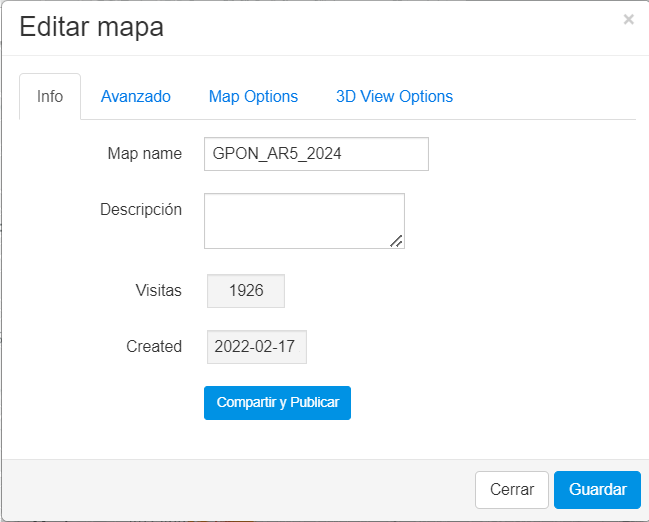 Editar mapa
×
Info Avanzado Map Options 3D View Options
Map name GPON_AR5_2024
Descripción
Visitas 1926
Created 2022-02-17
Compartir y Publicar
Cerrar Guardar